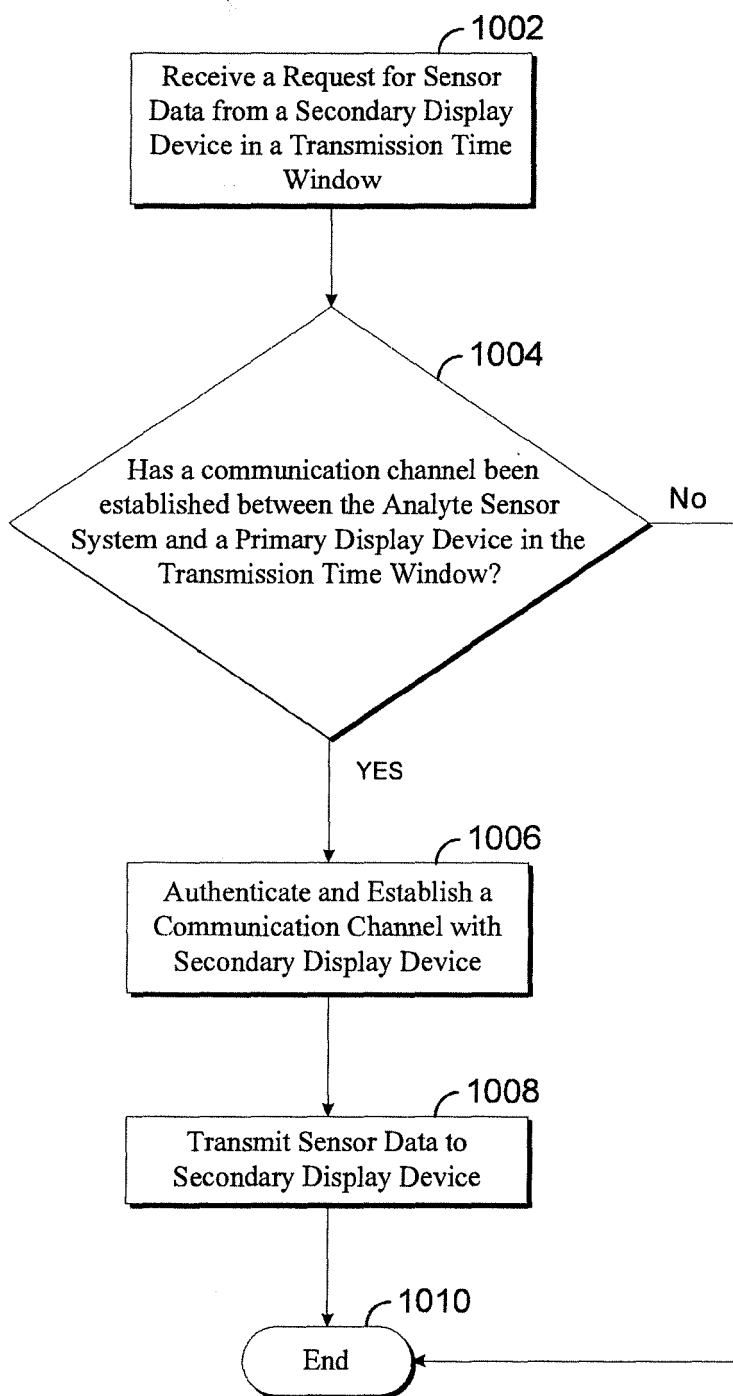 1002
Receive a Request for Sensor
Data from a Secondary Display
Device in a Transmission Time
Window
1004
Has a communication channel been
established between the Analyte Sensor
System and a Primary Display Device in the
Transmission Time Window?
No
YES
1006
Authenticate and Establish a
Communication Channel with
Secondary Display Device
1008
Transmit Sensor Data to
Secondary Display Device
1010
End